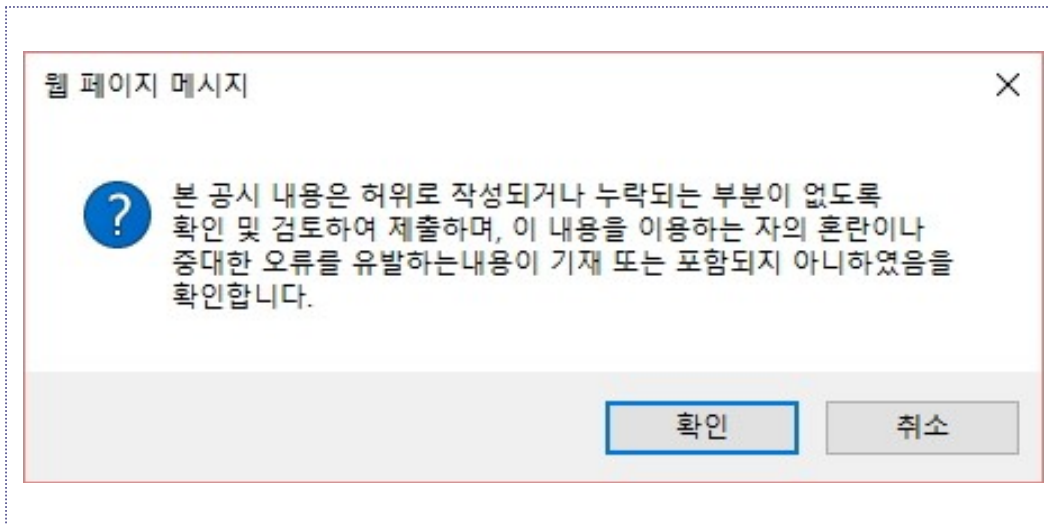 웹 페이지 메시지
본 공시 내용은 허위로 작성되거나 누락되는 부분이 없도록
확인 및 검토하여 제출하며, 이 내용을 이용하는 자의 혼란이나
중대한 오류를 유발하는내용이 기재 또는 포함되지 아니하였음을
확인합니다.
확인
취소